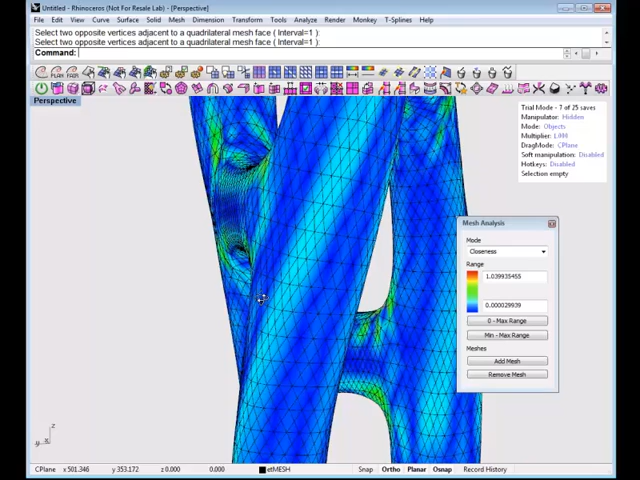 Untitled - Rhinoceros (Not For Resale Lab) - [Perspective]
File Edit View Curve Surface Solid Mesh Dimension Transform Tools Analyze Render Monkey T-Splines Help
Select two opposite vertices adjacent to a quadrilateral mesh face ( Interval=1 ):
Select two opposite vertices adjacent to a quadrilateral mesh face ( Interval=1 ):
Command:
Perspective
Trial Mode - 7 of 25 saves
Manipulator: Hidden
Mode: Objects
Multiplier: 1.000
DragMode: CPlane
Soft manipulation: Disabled
Hotkeys: Disabled
Selection empty
Mesh Analysis
Mode
Closeness
Range
1.039935455
0.000029939
0 - Max Range
Min - Max Range
Meshes
Add Mesh
Remove Mesh
CPlane x 501.346 y 353.172 z 0.000 0.000 etMESH Snap Ortho Planar Osnap Record History